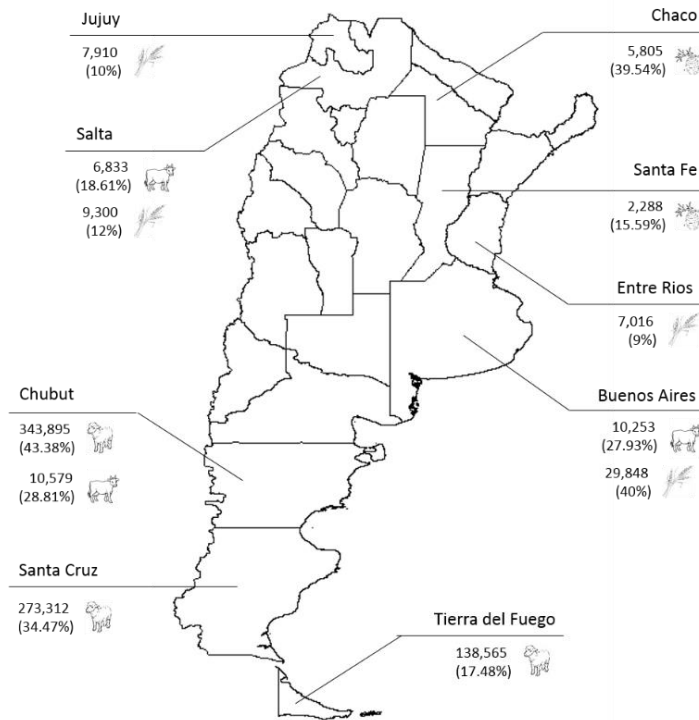 Jujuy
7,910
(10%)
Salta
6,833
(18.61%)
9,300
(12%)
Chubut
343,895
(43.38%)
10,579
(28.81%)
Santa Cruz
273,312
(34.47%)
Chaco
5,805
(39.54%)
Santa Fe
2,288
(15.59%)
Entre Rios
7,016
(9%)
Buenos Aires
10,253
(27.93%)
29,848
(40%)
Tierra del Fuego
138,565
(17.48%)